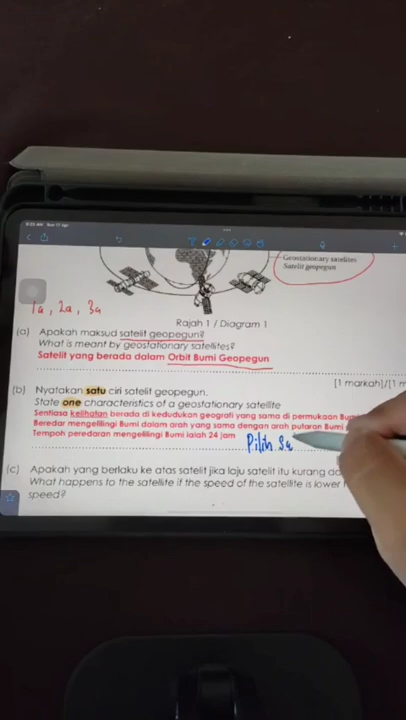 Geostationary satelites
Satelit geopegun
1a, 2a, 3a
Rajah 1 / Diagram 1
(a) Apakah maksud satelit geopegun?
What is meant by geostationary satellites?
Satelit yang berada dalam Orbit Bumi Geopegun
[1 markah]/[1 m
(b) Nyatakan satu ciri satelit geopegun.
State one characteristics of a geostationary satellite
Sentiasa kelihatan berada di kedudukan geografi yang sama di permukaan Bumi
Beredar mengelilingi Bumi dalam arah yang sama dengan arah putaran Bumi
Tempoh peredaran mengelilingi Bumi ialah 24 jam
Pilih
(c) Apakah yang berlaku ke atas satelit jika laju satelit itu kurang
What happens to the satellite if the speed of the satellite is lower
speed?